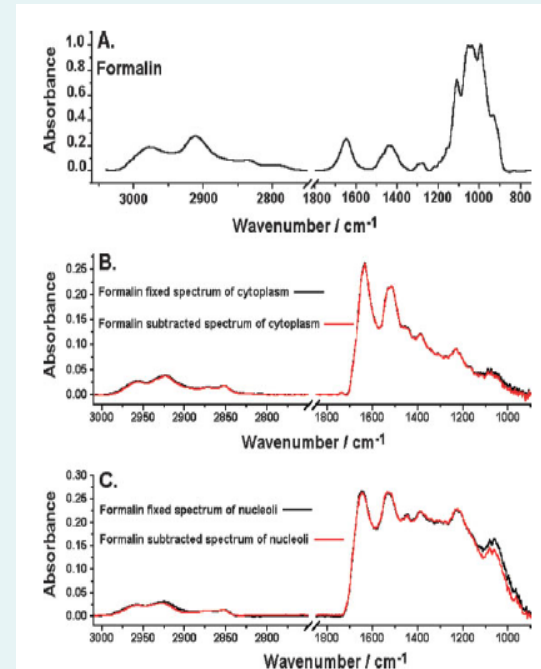 A.
Formalin
Absorbance
1.0
0.8
0.6
0.4
0.2
0.0
3000 2900 2800 1800 1600 1400 1200 1000 800
Wavenumber / cm-1
B.
Formalin fixed spectrum of cytoplasm
Formalin subtracted spectrum of cytoplasm
Absorbance
0.25
0.20
0.15
0.10
0.05
0.00
3000 2950 2900 2850 1800 1600 1400 1200 1000
Wavenumber / cm-1
C.
Formalin fixed spectrum of nucleoli
Formalin subtracted spectrum of nucleoli
Absorbance
0.30
0.25
0.20
0.15
0.10
0.05
0.00
3000 2950 2900 2850 1800 1600 1400 1200 1000
Wavenumber / cm-1